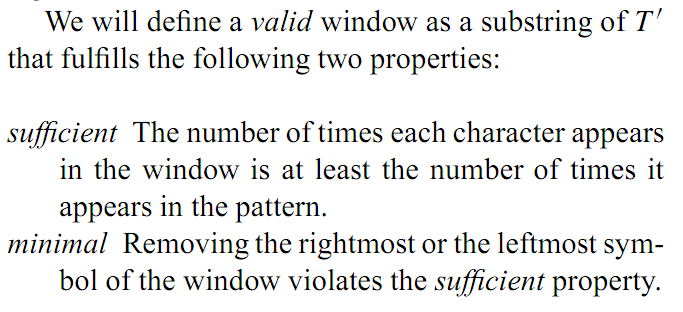 We will define a valid window as a substring of T′
that fulfills the following two properties:
sufficient The number of times each character appears
in the window is at least the number of times it
appears in the pattern.
minimal Removing the rightmost or the leftmost sym-
bol of the window violates the sufficient property.